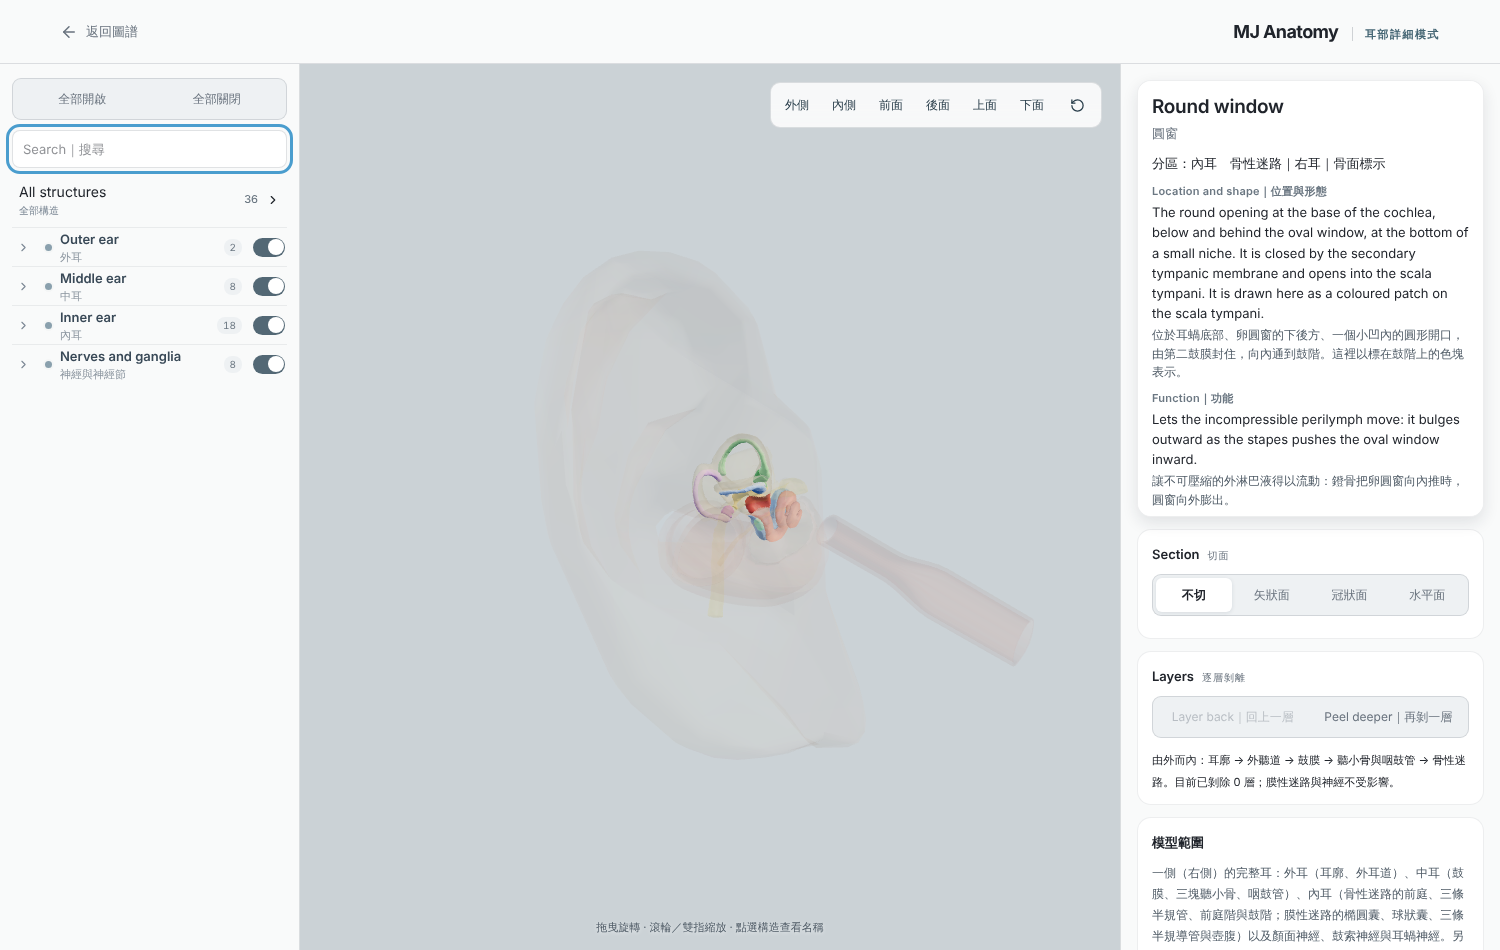 返回圖譜
MJ Anatomy
耳部詳細模式
全部開啟
全部關閉
Search｜搜尋
All structures
全部構造
36
Outer ear
外耳
2
Middle ear
中耳
8
Inner ear
內耳
18
Nerves and ganglia
神經與神經節
8
外側
內側
前面
後面
上面
下面
拖曳旋轉 · 滾輪／雙指縮放 · 點選構造查看名稱
Round window
圓窗
分區：內耳　骨性迷路｜右耳｜骨面標示
Location and shape｜位置與形態
The round opening at the base of the cochlea,
below and behind the oval window, at the bottom of
a small niche. It is closed by the secondary
tympanic membrane and opens into the scala
tympani. It is drawn here as a coloured patch on
the scala tympani.
位於耳蝸底部、卵圓窗的下後方、一個小凹內的圓形開口，
由第二鼓膜封住，向內通到鼓階。這裡以標在鼓階上的色塊
表示。
Function｜功能
Lets the incompressible perilymph move: it bulges
outward as the stapes pushes the oval window
inward.
讓不可壓縮的外淋巴液得以流動：鐙骨把卵圓窗向內推時，
圓窗向外膨出。
Section 切面
不切
矢狀面
冠狀面
水平面
Layers 逐層剝離
Layer back｜回上一層
Peel deeper｜再剝一層
由外而內：耳廓 → 外聽道 → 鼓膜 → 聽小骨與咽鼓管 → 骨性迷
路。目前已剝除 0 層；膜性迷路與神經不受影響。
模型範圍
一側（右側）的完整耳：外耳（耳廓、外耳道）、中耳（鼓
膜、三塊聽小骨、咽鼓管）、內耳（骨性迷路的前庭、三條
半規管、前庭階與鼓階；膜性迷路的橢圓囊、球狀囊、三條
半規導管與壺腹）以及顏面神經、鼓索神經與耳蝸神經。另